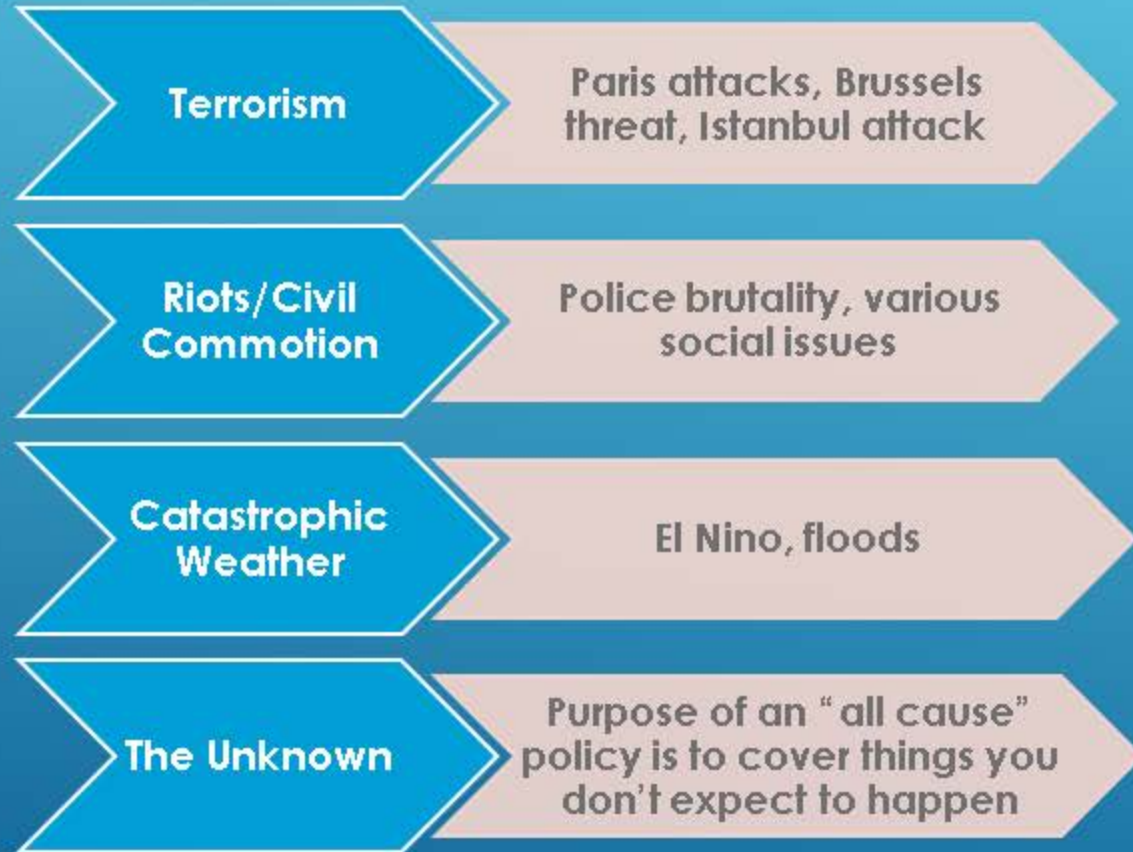 Terrorism
Paris attacks, Brussels
threat, Istanbul attack
Riots/Civil
Commotion
Police brutality, various
social issues
Catastrophic
Weather
El Nino, floods
The Unknown
Purpose of an “all cause”
policy is to cover things you
don’t expect to happen